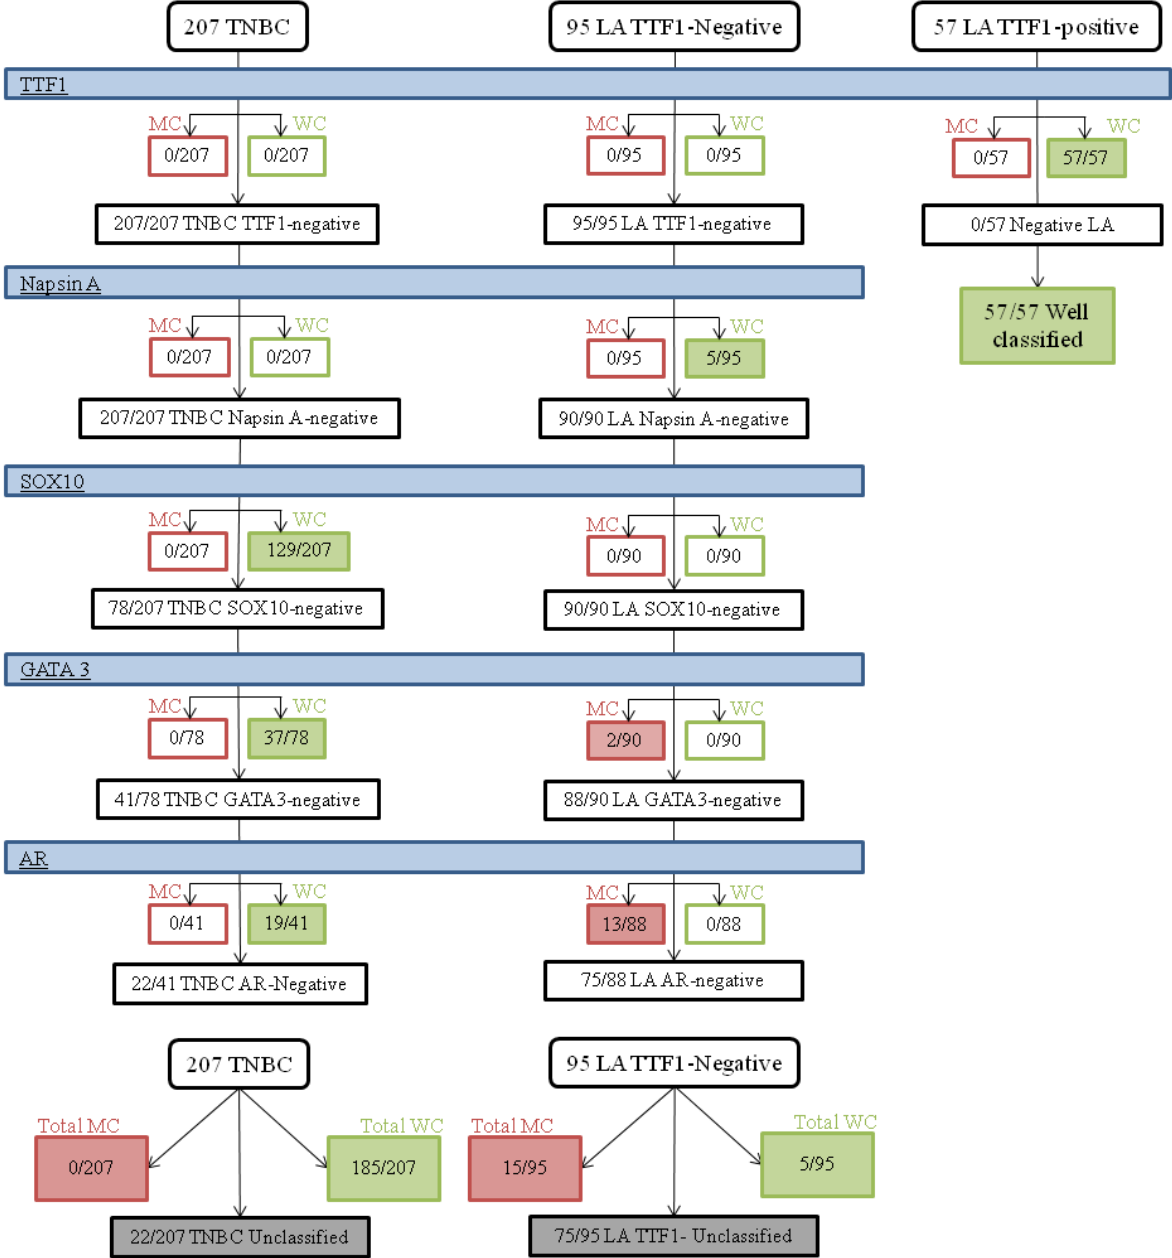 207 TNBC
95 LA TTF1-Negative
57 LA TTF1-positive
TTF1
MC
WC
MC
WC
MC
WC
0/207
0/207
0/95
0/95
0/57
57/57
207/207 TNBC TTF1-negative
95/95 LA TTF1-negative
0/57 Negative LA
Napsin A
57/57 Well
classified
MC
WC
MC
WC
0/207
0/207
0/95
5/95
207/207 TNBC Napsin A-negative
90/90 LA Napsin A-negative
SOX10
MC
WC
MC
WC
0/207
129/207
0/90
0/90
78/207 TNBC SOX10-negative
90/90 LA SOX10-negative
GATA 3
MC
WC
MC
WC
0/78
37/78
2/90
0/90
41/78 TNBC GATA3-negative
88/90 LA GATA3-negative
AR
MC
WC
MC
WC
0/41
19/41
13/88
0/88
22/41 TNBC AR-Negative
75/88 LA AR-negative
207 TNBC
95 LA TTF1-Negative
Total MC
Total WC
Total MC
Total WC
0/207
185/207
15/95
5/95
22/207 TNBC Unclassified
75/95 LA TTF1- Unclassified